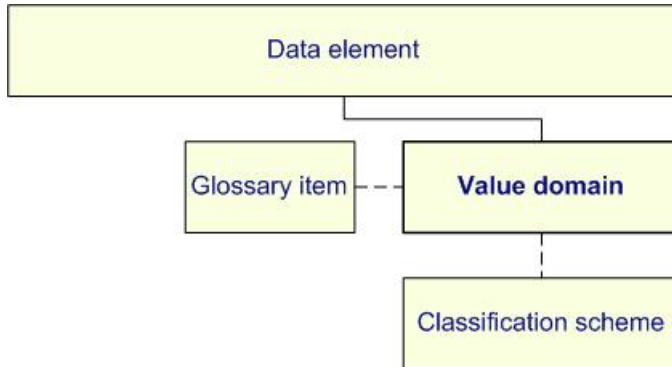 Data element
Glossary item
Value domain
Classification scheme